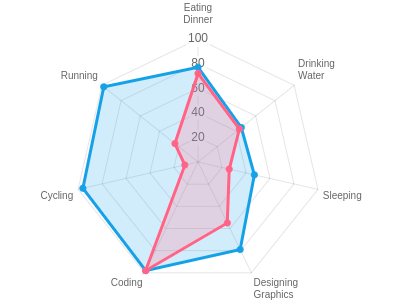 Eating
Dinner
100
80
60
40
20
Drinking
Water
Running
Cycling
Sleeping
Coding
Designing
Graphics